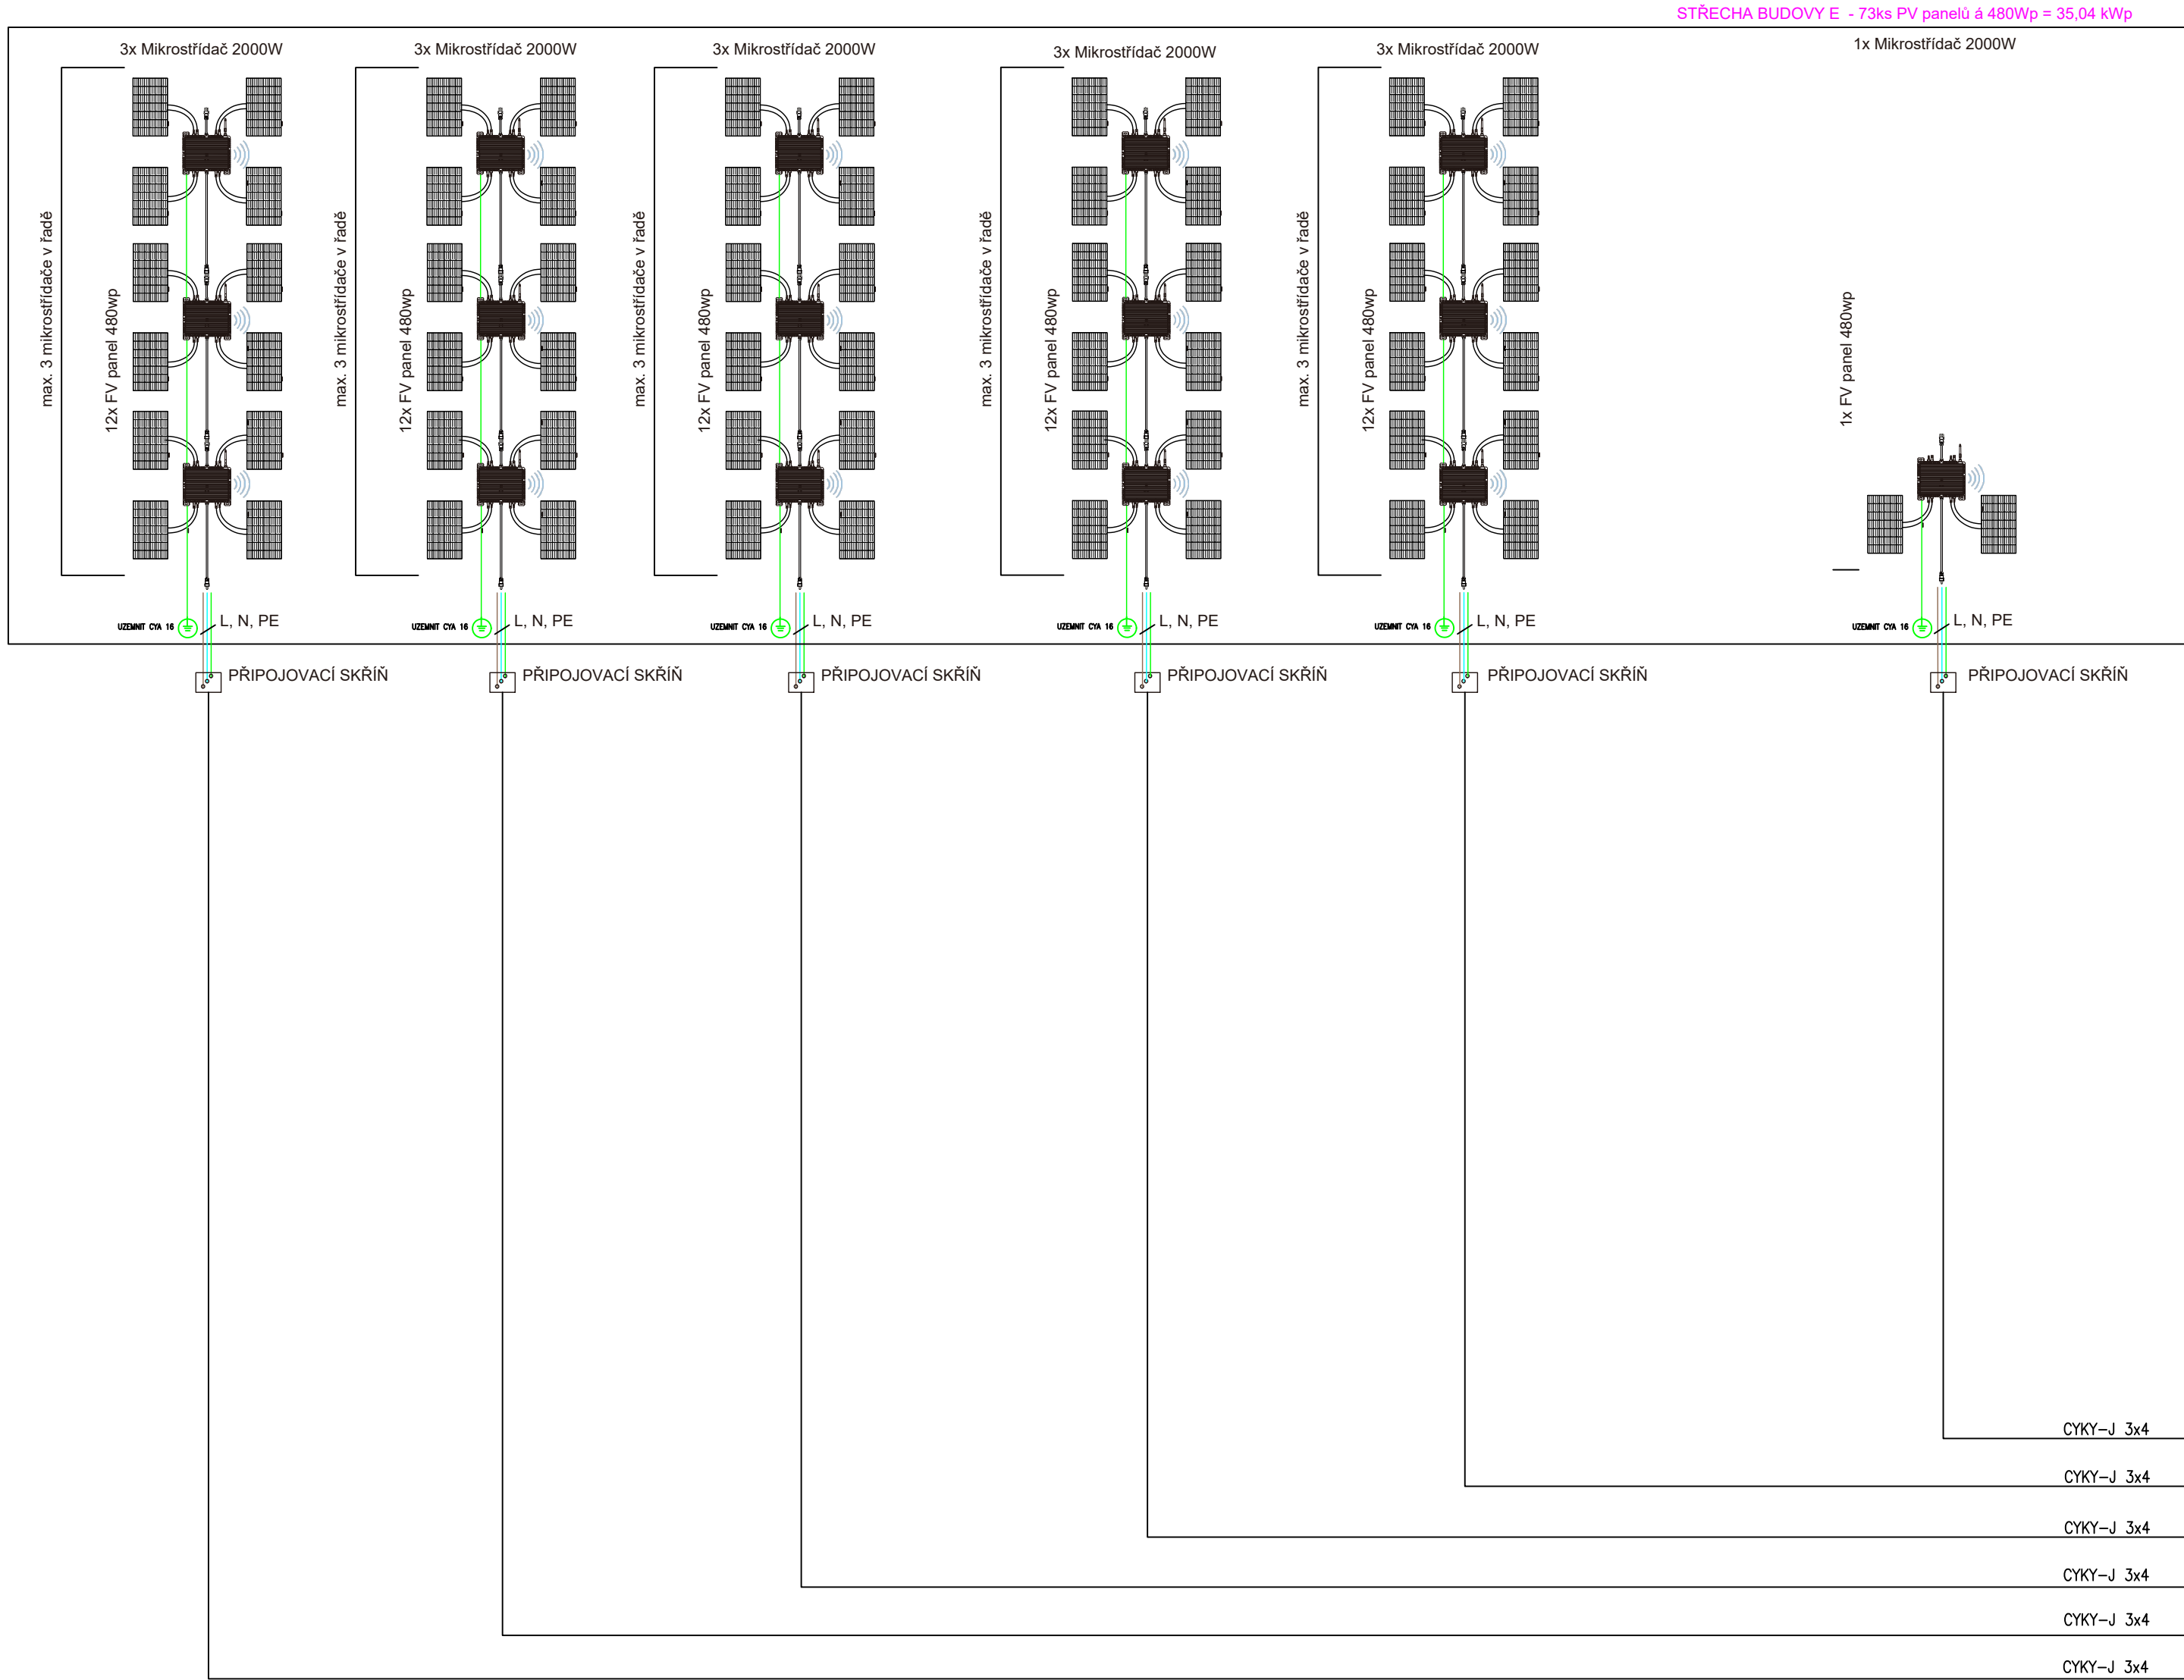 STŘECHA BUDOVY E - 73ks PV panelů á 480Wp = 35,04 kWp
3x Mikrostřídač 2000W
3x Mikrostřídač 2000W
3x Mikrostřídač 2000W
3x Mikrostřídač 2000W
3x Mikrostřídač 2000W
1x Mikrostřídač 2000W
max. 3 mikrostřídače v řadě
12x FV panel 480wp
max. 3 mikrostřídače v řadě
12x FV panel 480wp
max. 3 mikrostřídače v řadě
12x FV panel 480wp
max. 3 mikrostřídače v řadě
12x FV panel 480wp
max. 3 mikrostřídače v řadě
12x FV panel 480wp
1x FV panel 480wp
UZEMNIT CYA 16
L, N, PE
UZEMNIT CYA 16
L, N, PE
UZEMNIT CYA 16
L, N, PE
UZEMNIT CYA 16
L, N, PE
UZEMNIT CYA 16
L, N, PE
UZEMNIT CYA 16
L, N, PE
PŘIPOJOVACÍ SKŘÍŇ
PŘIPOJOVACÍ SKŘÍŇ
PŘIPOJOVACÍ SKŘÍŇ
PŘIPOJOVACÍ SKŘÍŇ
PŘIPOJOVACÍ SKŘÍŇ
PŘIPOJOVACÍ SKŘÍŇ
CYKY-J 3x4
CYKY-J 3x4
CYKY-J 3x4
CYKY-J 3x4
CYKY-J 3x4
CYKY-J 3x4